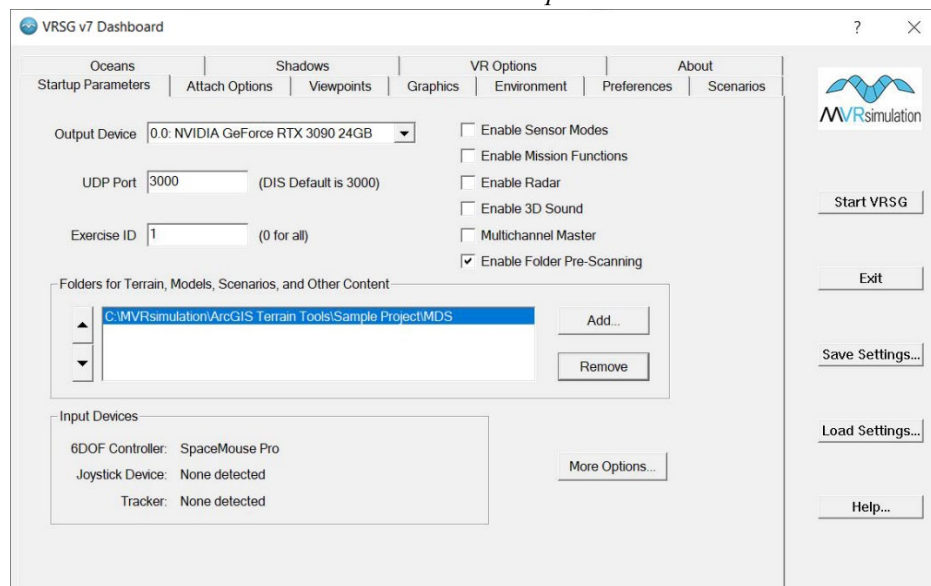 VRSG v7 Dashboard
?
Oceans
Shadows
VR Options
About
Startup Parameters
Attach Options
Viewpoints
Graphics
Environment
Preferences
Scenarios
MVRsimulation
Output Device
0.0: NVIDIA GeForce RTX 3090 24GB
UDP Port
3000
(DIS Default is 3000)
Exercise ID
1
(0 for all)
Enable Sensor Modes
Enable Mission Functions
Enable Radar
Enable 3D Sound
Multichannel Master
Enable Folder Pre-Scanning
Folders for Terrain, Models, Scenarios, and Other Content
C:\MVRsimulation\ArcGIS Terrain Tools\Sample Project\MDS
Add...
Remove
Input Devices
6DOF Controller: SpaceMouse Pro
Joystick Device: None detected
Tracker: None detected
More Options...
Start VRSG
Exit
Save Settings...
Load Settings...
Help...